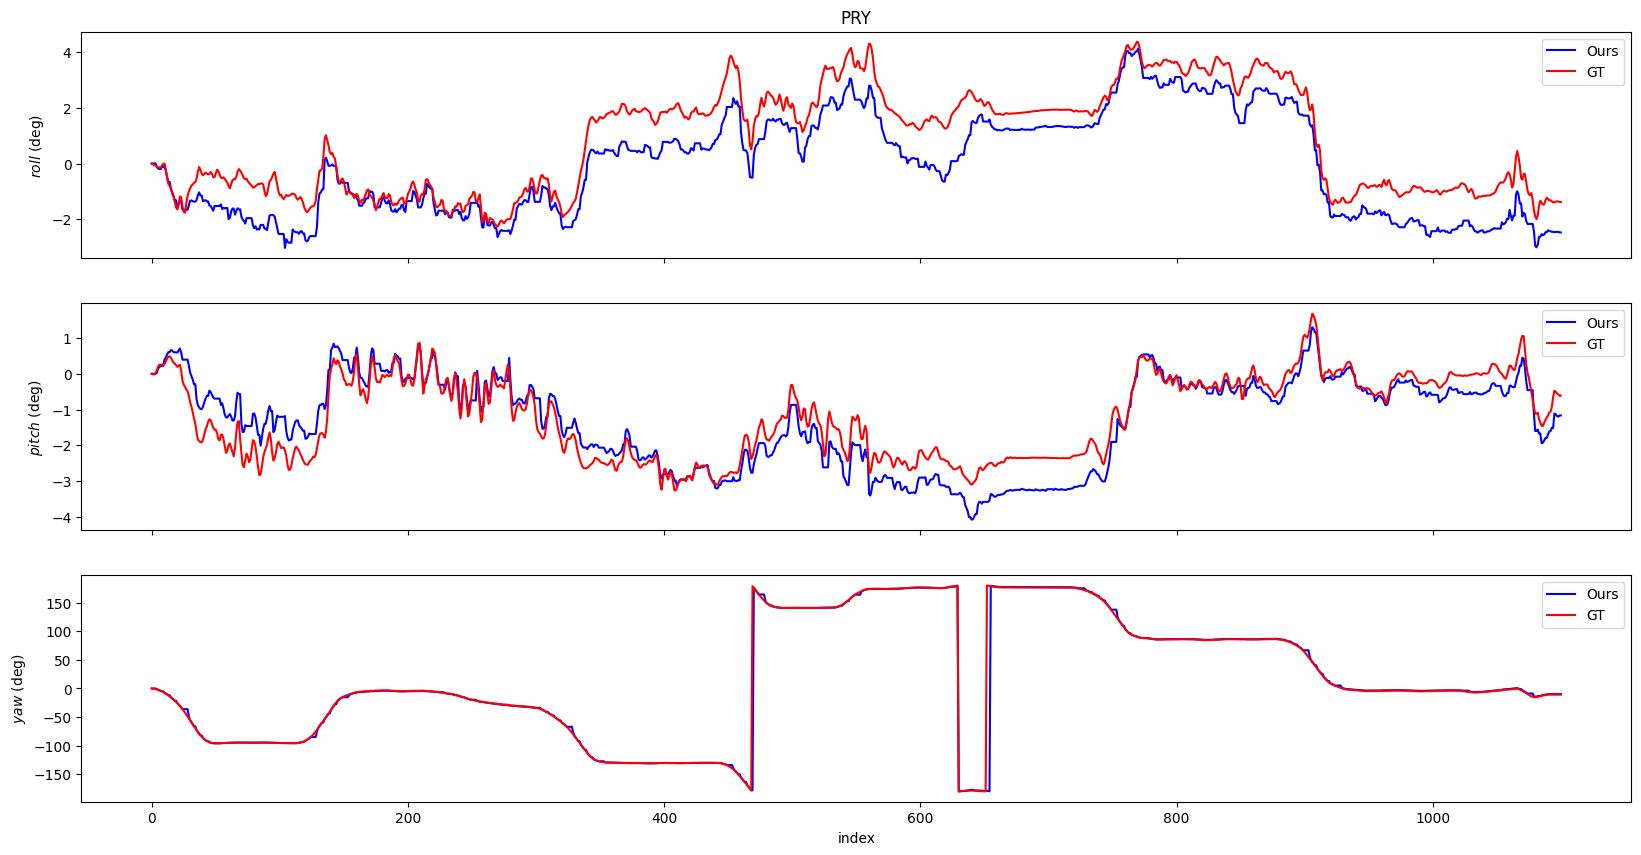 PRY
4
2
0
−2
roll (deg)
Ours
GT
1
0
−1
−2
−3
−4
pitch (deg)
Ours
GT
150
100
50
0
−50
−100
−150
yaw (deg)
Ours
GT
0 200 400 600 800 1000
index